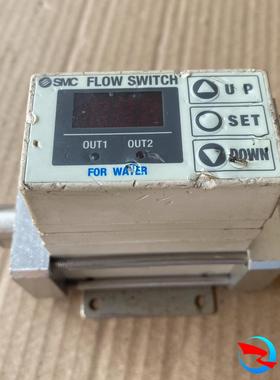 SMC FLOW SWITCH
UP
SET
DOWN
OUT1 OUT2
FOR WATER